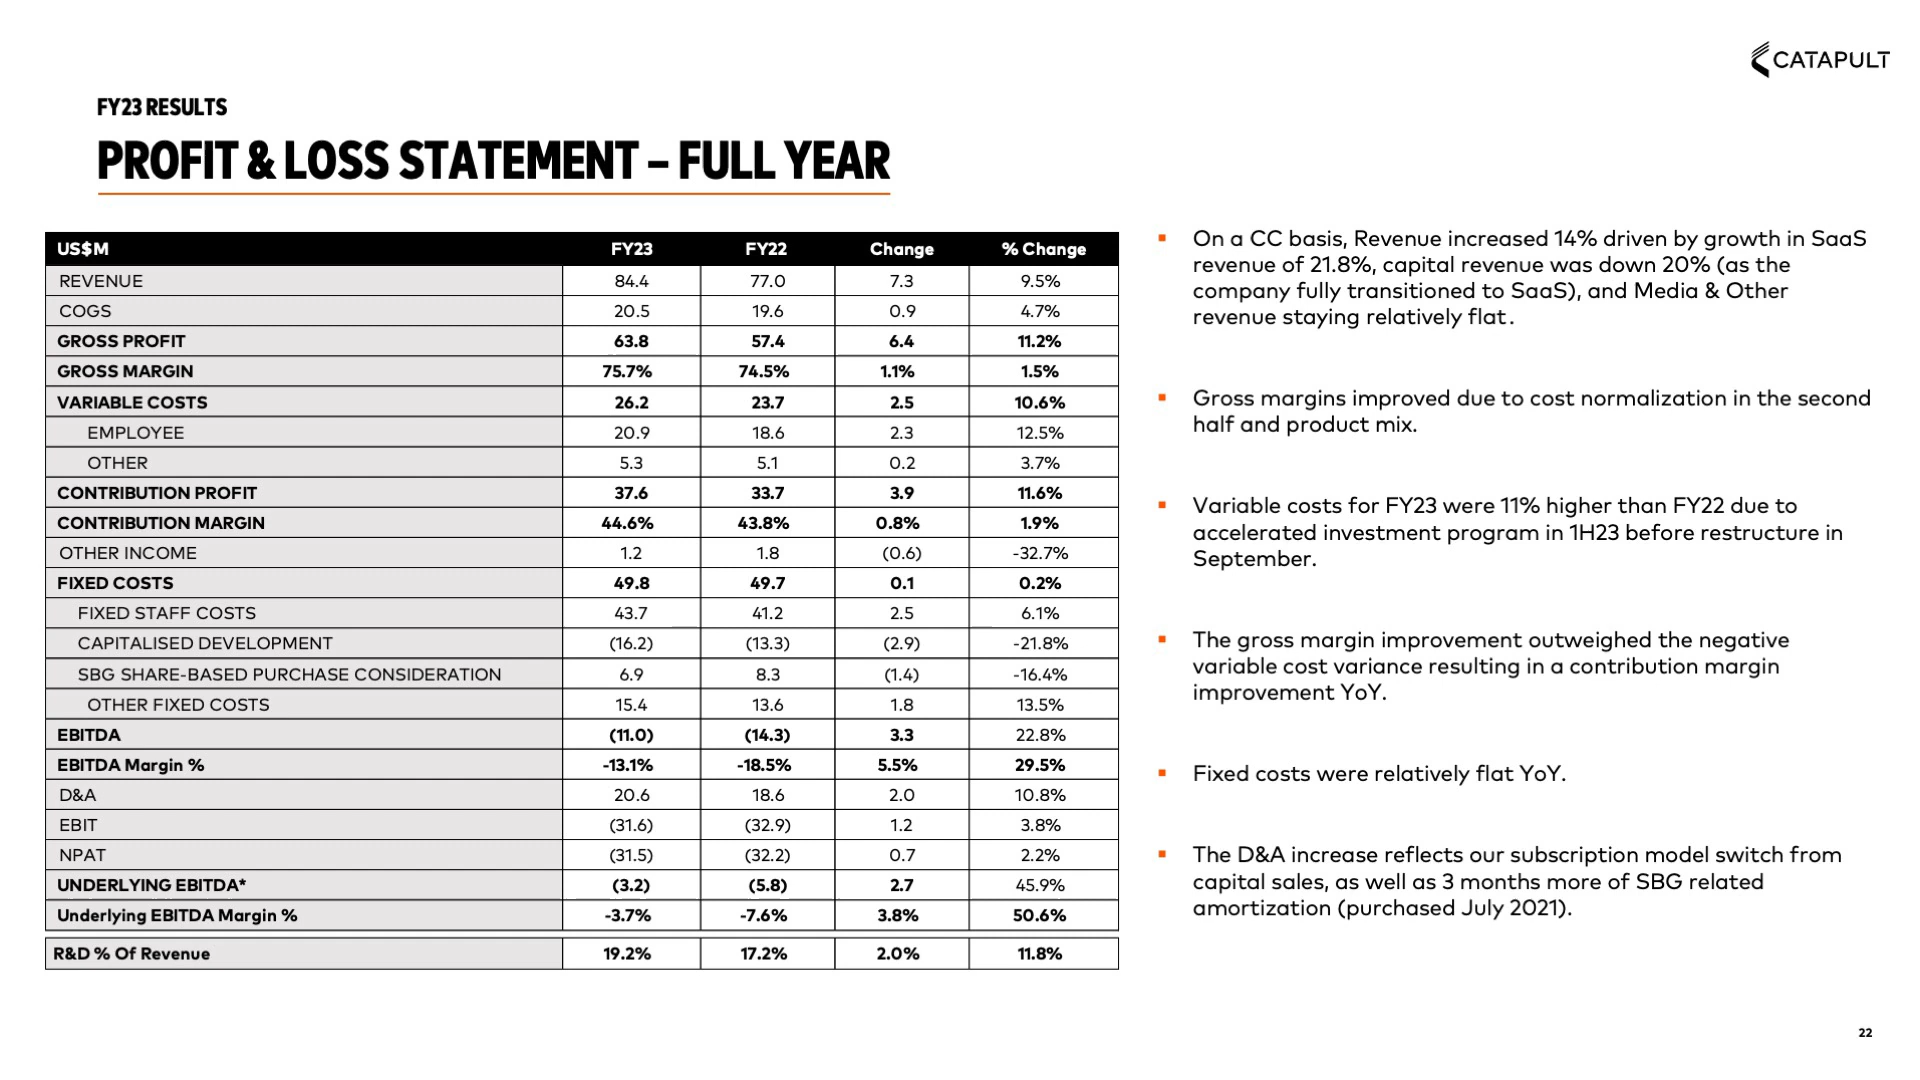 CATAPULT
FY23 RESULTS
PROFIT & LOSS STATEMENT – FULL YEAR
US$M FY23 FY22 Change % Change
REVENUE 84.4 77.0 7.3 9.5%
COGS 20.5 19.6 0.9 4.7%
GROSS PROFIT 63.8 57.4 6.4 11.2%
GROSS MARGIN 75.7% 74.5% 1.1% 1.5%
VARIABLE COSTS 26.2 23.7 2.5 10.6%
EMPLOYEE 20.9 18.6 2.3 12.5%
OTHER 5.3 5.1 0.2 3.7%
CONTRIBUTION PROFIT 37.6 33.7 3.9 11.6%
CONTRIBUTION MARGIN 44.6% 43.8% 0.8% 1.9%
OTHER INCOME 1.2 1.8 (0.6) -32.7%
FIXED COSTS 49.8 49.7 0.1 0.2%
FIXED STAFF COSTS 43.7 41.2 2.5 6.1%
CAPITALISED DEVELOPMENT (16.2) (13.3) (2.9) -21.8%
SBG SHARE-BASED PURCHASE CONSIDERATION 6.9 8.3 (1.4) -16.4%
OTHER FIXED COSTS 15.4 13.6 1.8 13.5%
EBITDA (11.0) (14.3) 3.3 22.8%
EBITDA Margin % -13.1% -18.5% 5.5% 29.5%
D&A 20.6 18.6 2.0 10.8%
EBIT (31.6) (32.9) 1.2 3.8%
NPAT (31.5) (32.2) 0.7 2.2%
UNDERLYING EBITDA* (3.2) (5.8) 2.7 45.9%
Underlying EBITDA Margin % -3.7% -7.6% 3.8% 50.6%
R&D % Of Revenue 19.2% 17.2% 2.0% 11.8%
▪ On a CC basis, Revenue increased 14% driven by growth in SaaS
revenue of 21.8%, capital revenue was down 20% (as the
company fully transitioned to SaaS), and Media & Other
revenue staying relatively flat.
▪ Gross margins improved due to cost normalization in the second
half and product mix.
▪ Variable costs for FY23 were 11% higher than FY22 due to
accelerated investment program in 1H23 before restructure in
September.
▪ The gross margin improvement outweighed the negative
variable cost variance resulting in a contribution margin
improvement YoY.
▪ Fixed costs were relatively flat YoY.
▪ The D&A increase reflects our subscription model switch from
capital sales, as well as 3 months more of SBG related
amortization (purchased July 2021).
22